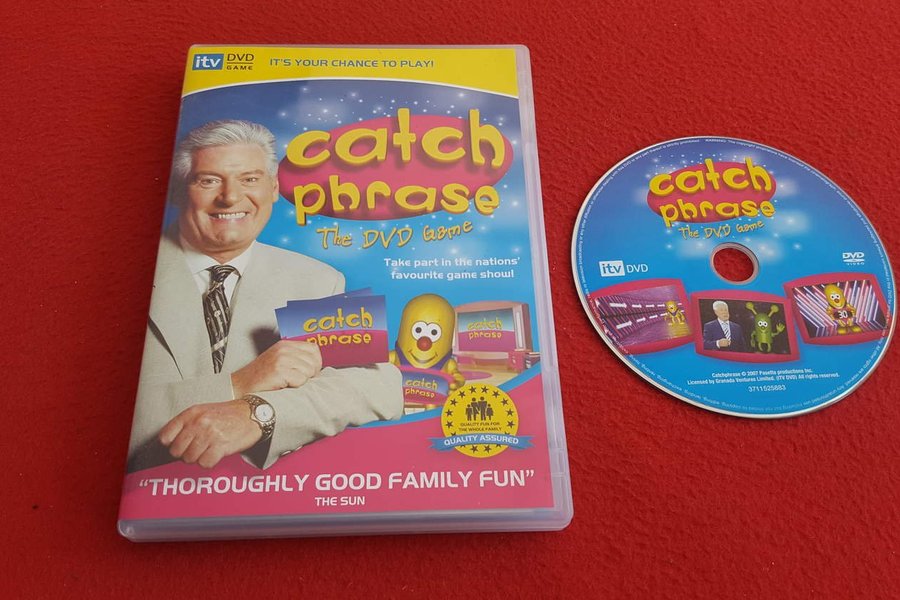 itv DVD
GAME
IT'S YOUR CHANCE TO PLAY!
catch
phrase
The DVD Game
Take part in the nations'
favourite game show!
catch
phrase
catch
phrase
catch
phrase
QUALITY FUN FOR
THE WHOLE FAMILY
QUALITY ASSURED
"THOROUGHLY GOOD FAMILY FUN"
THE SUN
catch
phrase
The DVD Game
itv DVD
DVD
VIDEO
30
Catchphrase © 2007 Pasetta productions Inc.
Licensed by Granada Ventures Limited. (ITV DVD) All rights reserved.
3711525883